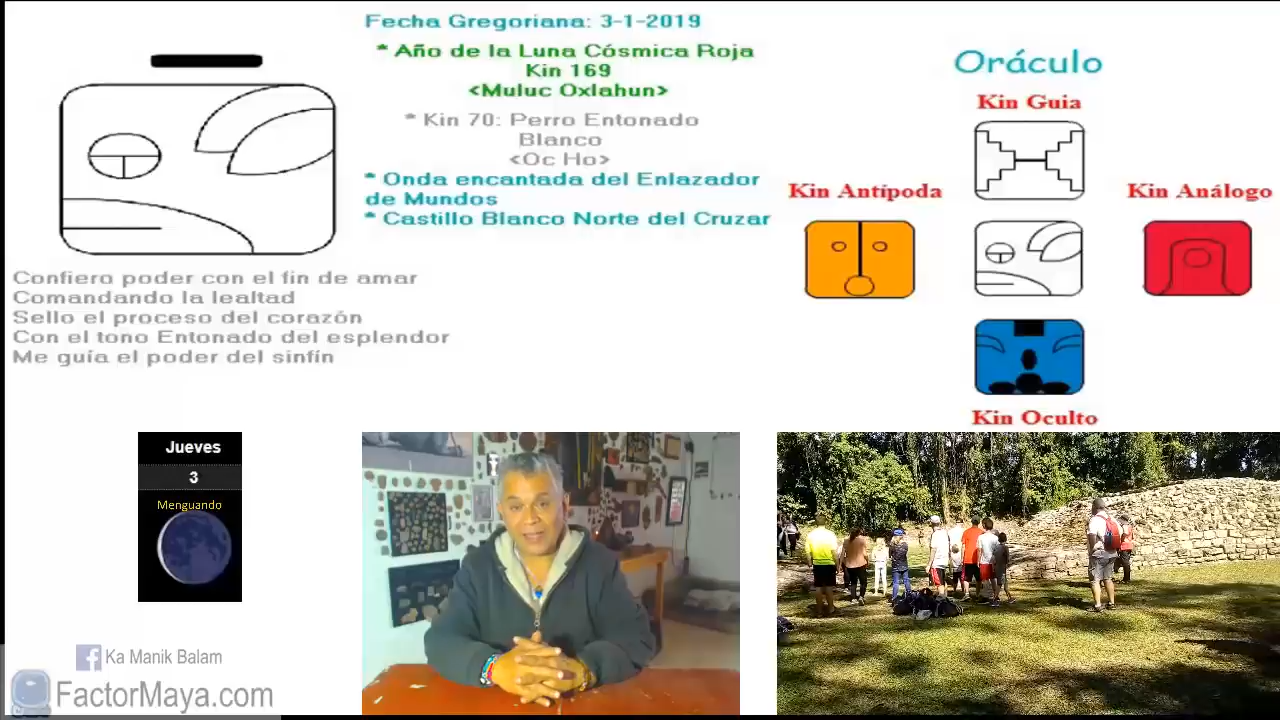 Fecha Gregoriana: 3-1-2019
* Año de la Luna Cósmica Roja
Kin 169
<Muluc Oxlahun>
* Kin 70: Perro Entonado
Blanco
<Oc Ho>
* Onda encantada del Enlazador
de Mundos
* Castillo Blanco Norte del Cruzar
Confiero poder con el fin de amar
Comandando la lealtad
Sello el proceso del corazón
Con el tono Entonado del esplendor
Me guía el poder del sinfín
Oráculo
Kin Guia
Kin Antípoda
Kin Análogo
Kin Oculto
Jueves
3
Menguando
Ka Manik Balam
FactorMaya.com